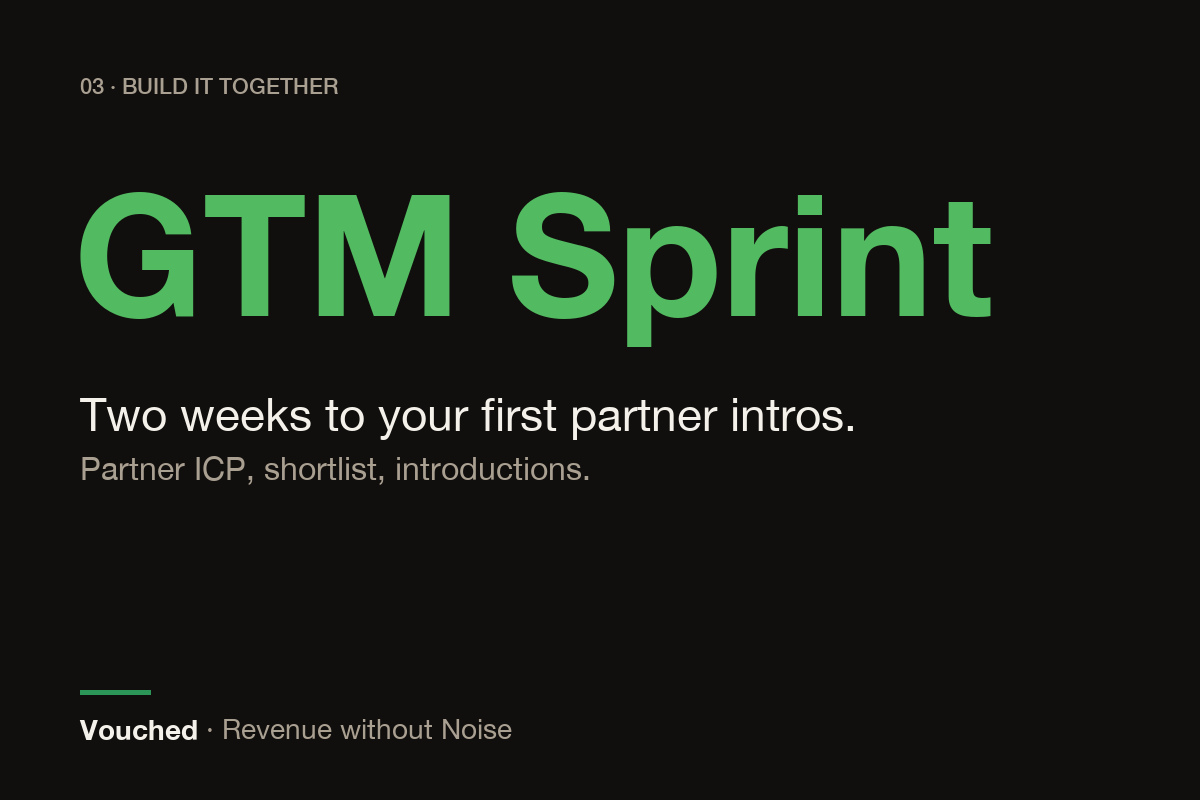 03 · BUILD IT TOGETHER
GTM Sprint
Two weeks to your first partner intros.
Partner ICP, shortlist, introductions.
Vouched · Revenue without Noise